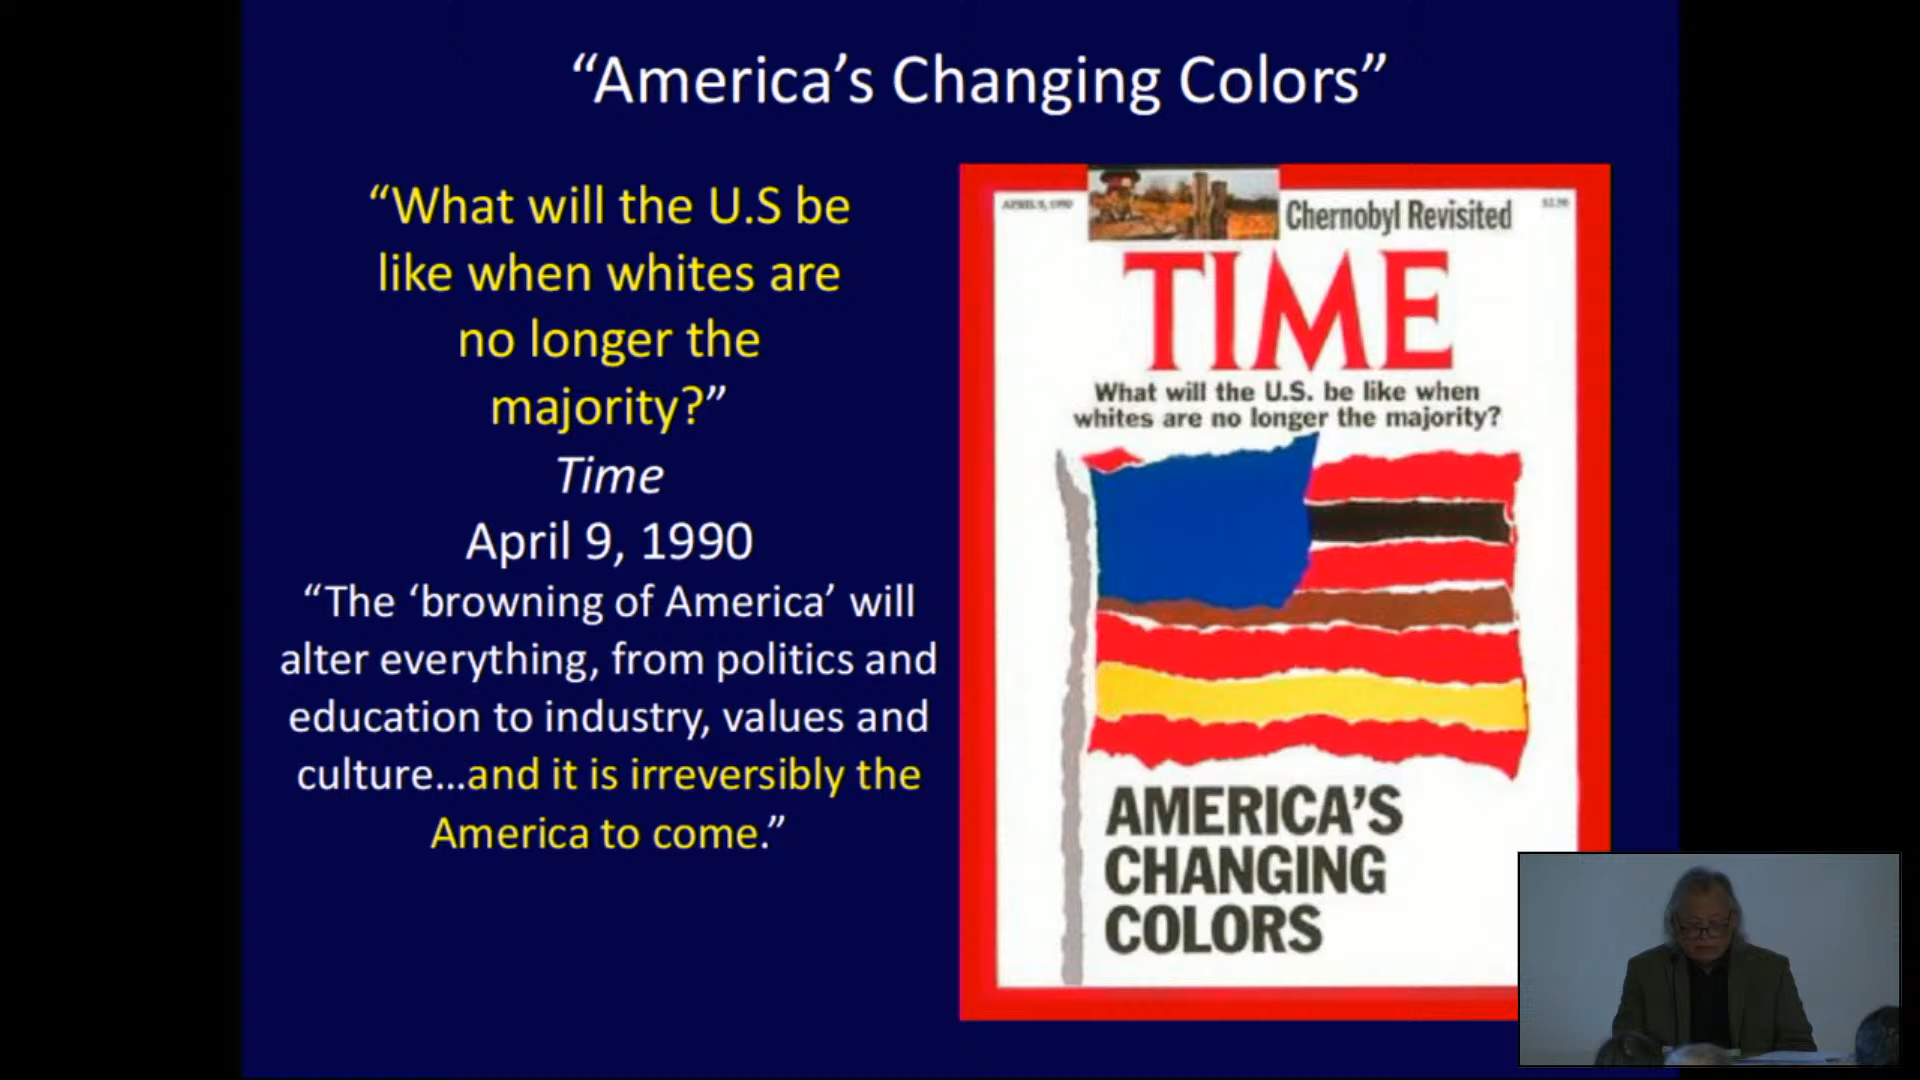 “America’s Changing Colors”
“What will the U.S be
like when whites are
no longer the
majority?”
Time
April 9, 1990
“The ‘browning of America’ will
alter everything, from politics and
education to industry, values and
culture...and it is irreversibly the
America to come.”
APRIL 9, 1990
Chernobyl Revisited
TIME
What will the U.S. be like when
whites are no longer the majority?
AMERICA’S
CHANGING
COLORS